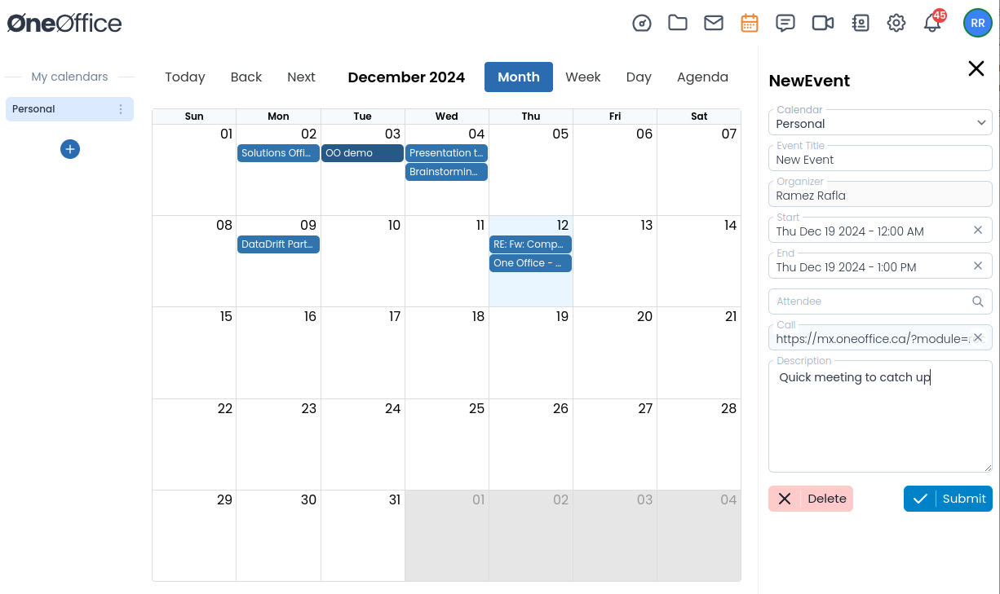 OneOffice
45
RR
My calendars
Personal
Today Back Next December 2024 Month Week Day Agenda
Sun Mon Tue Wed Thu Fri Sat
01 02 03 04 05 06 07
Solutions Offi... OO demo Presentation t...
Brainstormin...
08 09 10 11 12 13 14
DataDrift Part... RE: Fw: Comp...
One Office - ...
15 16 17 18 19 20 21
22 23 24 25 26 27 28
29 30 31 01 02 03 04
NewEvent
Calendar
Personal
Event Title
New Event
Organizer
Ramez Rafla
Start
Thu Dec 19 2024 - 12:00 AM
End
Thu Dec 19 2024 - 1:00 PM
Attendee
Call
https://mx.oneoffice.ca/?module=
Description
Quick meeting to catch up
Delete Submit